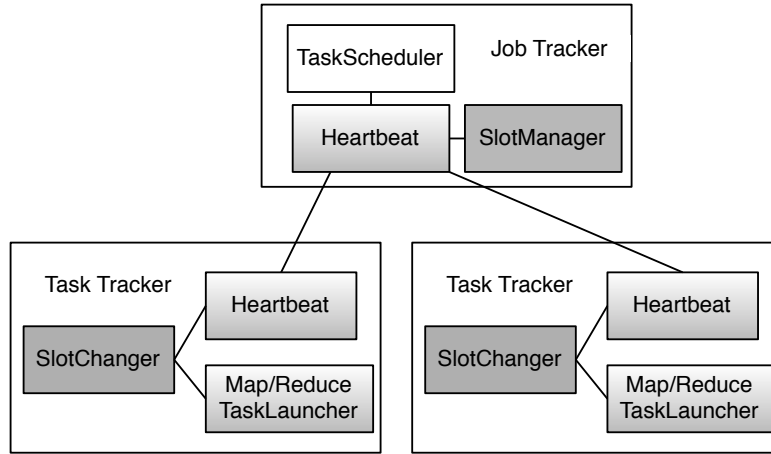 TaskScheduler
Job Tracker
Heartbeat
SlotManager
Task Tracker
Heartbeat
SlotChanger
Map/Reduce
TaskLauncher
Task Tracker
Heartbeat
SlotChanger
Map/Reduce
TaskLauncher